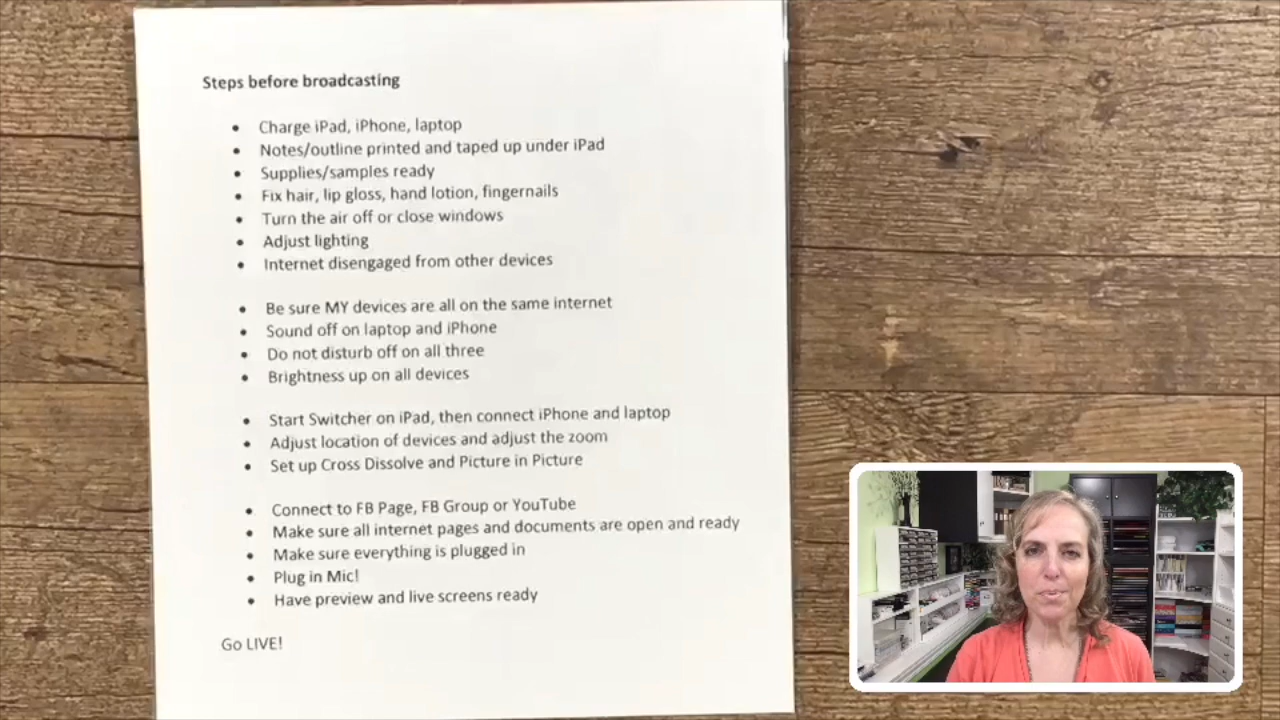 Steps before broadcasting
• Charge iPad, iPhone, laptop
• Notes/outline printed and taped up under iPad
• Supplies/samples ready
• Fix hair, lip gloss, hand lotion, fingernails
• Turn the air off or close windows
• Adjust lighting
• Internet disengaged from other devices
• Be sure MY devices are all on the same internet
• Sound off on laptop and iPhone
• Do not disturb off on all three
• Brightness up on all devices
• Start Switcher on iPad, then connect iPhone and laptop
• Adjust location of devices and adjust the zoom
• Set up Cross Dissolve and Picture in Picture
• Connect to FB Page, FB Group or YouTube
• Make sure all internet pages and documents are open and ready
• Make sure everything is plugged in
• Plug in Mic!
• Have preview and live screens ready
Go LIVE!